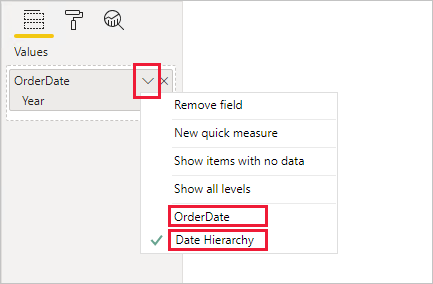 Values
OrderDate
Year
Remove field
New quick measure
Show items with no data
Show all levels
OrderDate
Date Hierarchy